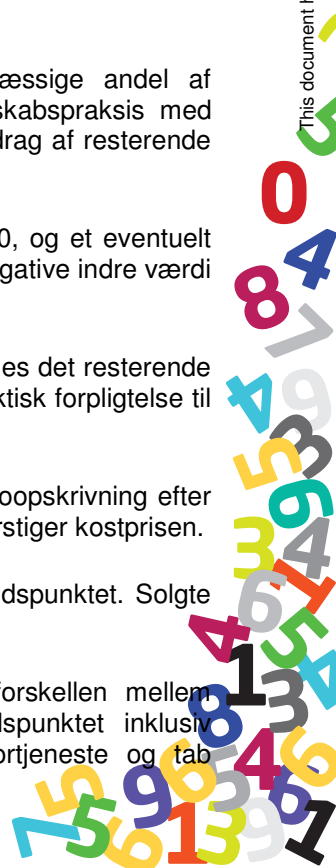 æssige andel af
skabspraksis med
drag af resterende
0, og et eventuelt
gative indre værdi
es det resterende
ktisk forpligtelse til
oopskrivning efter
rstiger kostprisen.
dspunktet. Solgte
forskellen mellem
dspunktet inklusiv
ortjeneste og tab
This document h